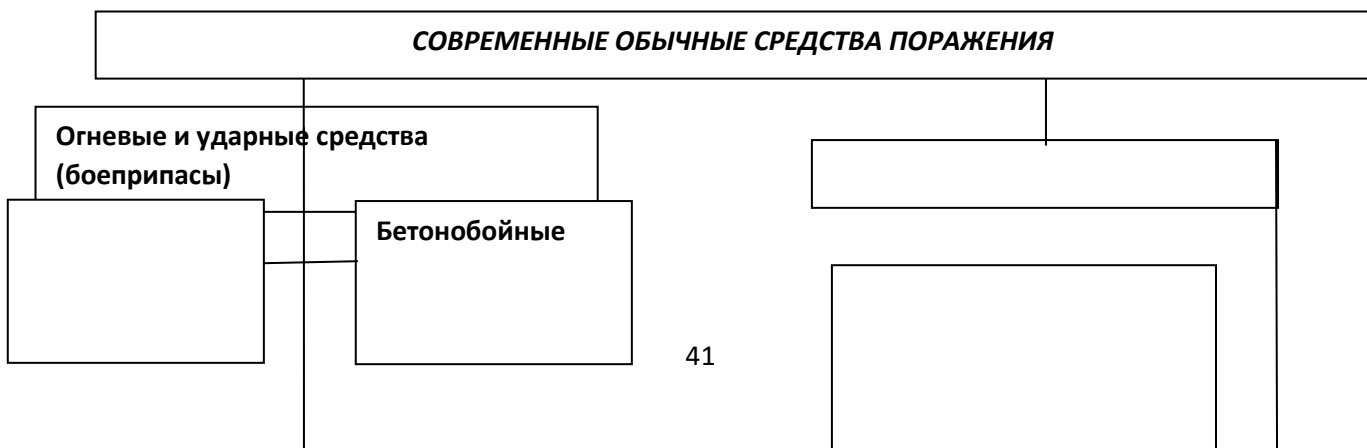 СОВРЕМЕННЫЕ ОБЫЧНЫЕ СРЕДСТВА ПОРАЖЕНИЯ
Огневые и ударные средства
(боеприпасы)
Бетонобойные
41